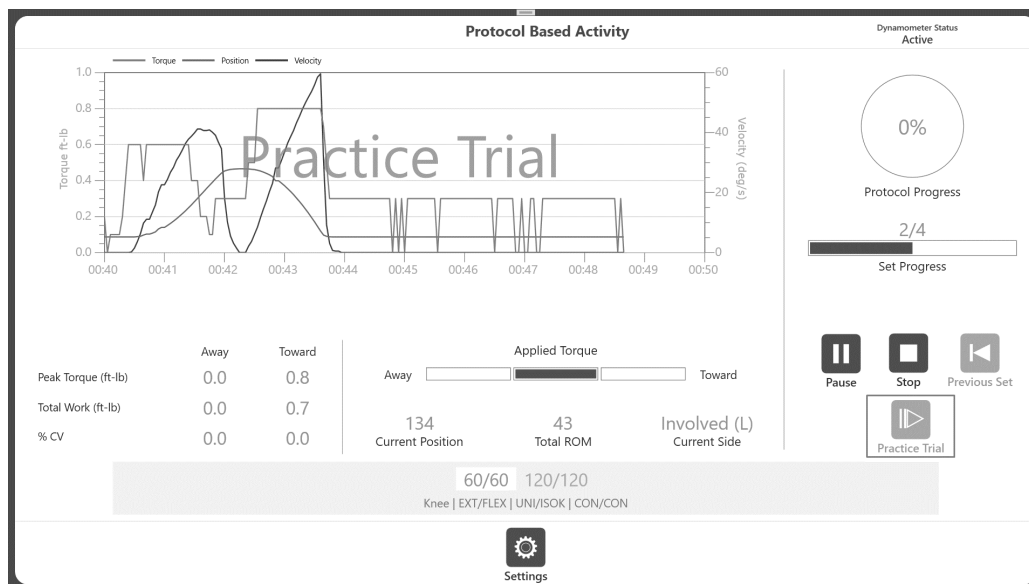 Protocol Based Activity
Dynamometer Status
Active
Torque Position Velocity
Practice Trial
Torque ft-lb
1.0
0.8
0.6
0.4
0.2
0.0
Velocity (deg/s)
60
40
20
0
00:40 00:41 00:42 00:43 00:44 00:45 00:46 00:47 00:48 00:49 00:50
0%
Protocol Progress
2/4
Set Progress
Away Toward
Peak Torque (ft-lb) 0.0 0.8
Total Work (ft-lb) 0.0 0.7
% CV 0.0 0.0
Applied Torque
Away Toward
134 43 Involved (L)
Current Position Total ROM Current Side
Pause Stop Previous Set
Practice Trial
60/60 120/120
Knee | EXT/FLEX | UNI/ISOK | CON/CON
Settings